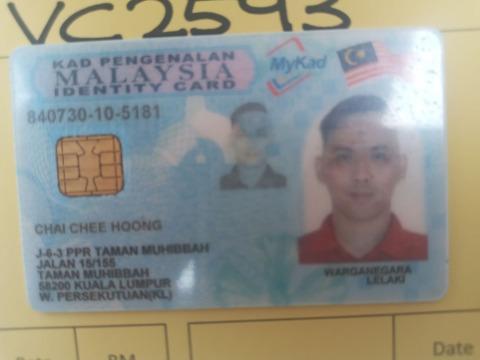 VC2593
KAD PENGENALAN
MALAYSIA
IDENTITY CARD
MyKad
840730-10-5181
CHAI CHEE HOONG
J-6-3 PPR TAMAN MUHIBBAH
JALAN 15/155
TAMAN MUHIBBAH
58200 KUALA LUMPUR
W. PERSEKUTUAN(KL)
WARGANEGARA
LELAKI
Date
RM
Date